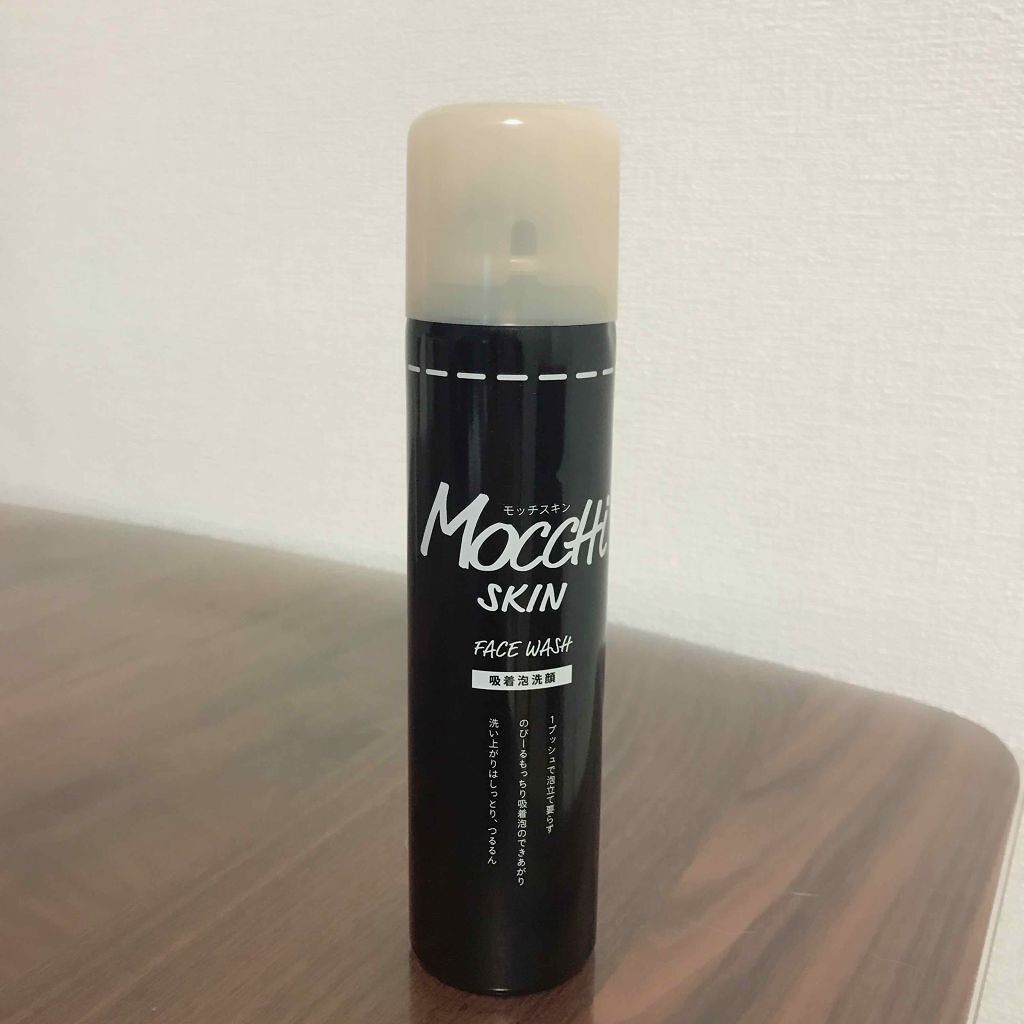 モッチスキン
MOCCHi
SKIN
FACE WASH
吸着泡洗顔
1プッシュで泡立て要らず
のびーるもっちり吸着泡のできあがり
洗い上がりはしっとり、つるるん